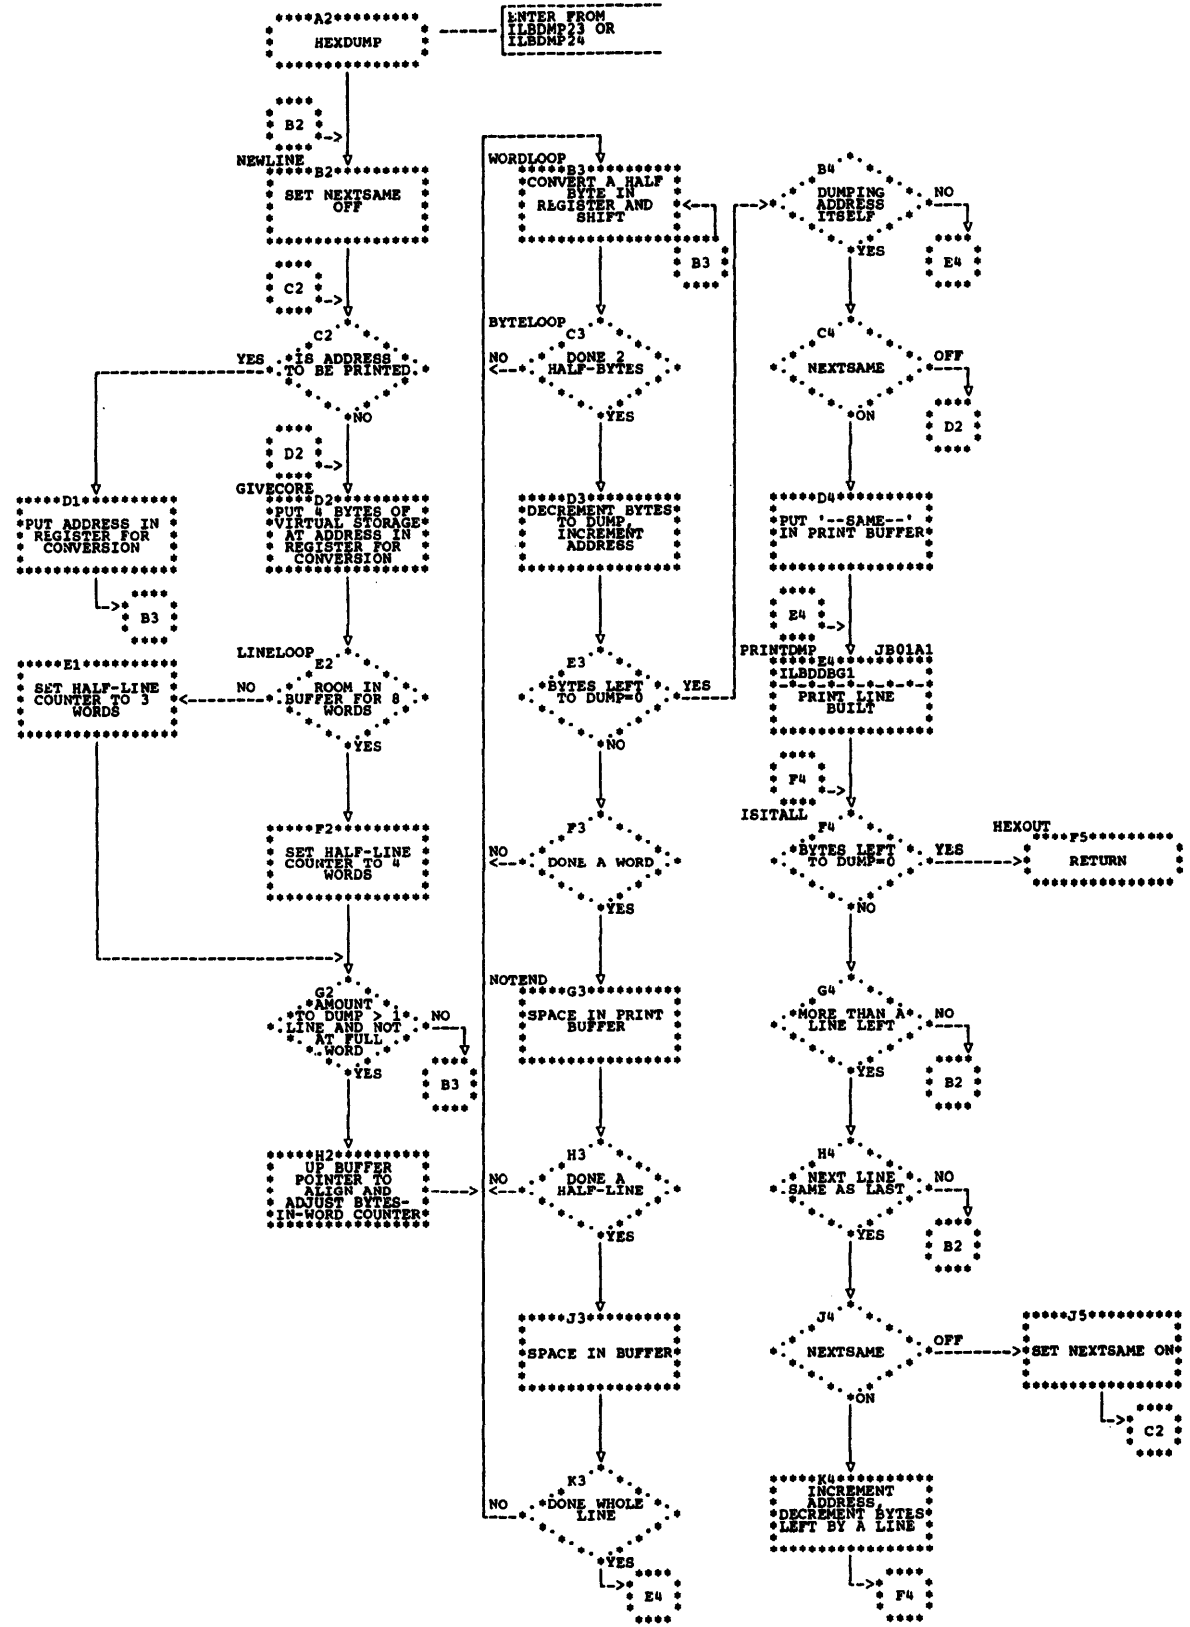 A2
HEXDUMP
ENTER FROM
ILBDMP23 OR
ILBDMP24
B2
NEWLINE
B2
SET NEXTSAME
OFF
C2
C2
IS ADDRESS
TO BE PRINTED
YES
NO
D2
GIVECORE
D1
PUT ADDRESS IN
REGISTER FOR
CONVERSION
B3
D2
PUT 4 BYTES OF
VIRTUAL STORAGE
AT ADDRESS IN
REGISTER FOR
CONVERSION
LINELOOP
E1
SET HALF-LINE
COUNTER TO 3
WORDS
NO
E2
ROOM IN
BUFFER FOR 8
WORDS
YES
F2
SET HALF-LINE
COUNTER TO 4
WORDS
G2
AMOUNT
TO DUMP > 1
LINE AND NOT
AT FULL
WORD
NO
B3
YES
H2
UP BUFFER
POINTER TO
ALIGN AND
ADJUST BYTES-
IN-WORD COUNTER
WORDLOOP
B3
CONVERT A HALF
BYTE IN
REGISTER AND
SHIFT
B3
BYTELOOP
C3
DONE 2
HALF-BYTES
NO
YES
D3
DECREMENT BYTES
TO DUMP,
INCREMENT
ADDRESS
E3
BYTES LEFT
TO DUMP=0
YES
NO
F3
DONE A WORD
NO
YES
NOTEND
G3
SPACE IN PRINT
BUFFER
H3
DONE A
HALF-LINE
NO
YES
J3
SPACE IN BUFFER
K3
DONE WHOLE
LINE
NO
YES
E4
B4
DUMPING
ADDRESS
ITSELF
NO
E4
YES
C4
NEXTSAME
OFF
D2
ON
D4
PUT '--SAME--'
IN PRINT BUFFER
E4
PRINTDMP
JB01A1
E4
ILBDDBG1
PRINT LINE
BUILT
F4
ISITALL
F4
BYTES LEFT
TO DUMP=0
YES
HEXOUT
F5
RETURN
NO
G4
MORE THAN A
LINE LEFT
NO
B2
YES
H4
NEXT LINE
SAME AS LAST
NO
B2
YES
J4
NEXTSAME
OFF
J5
SET NEXTSAME ON
C2
ON
K4
INCREMENT
ADDRESS,
DECREMENT BYTES
LEFT BY A LINE
F4